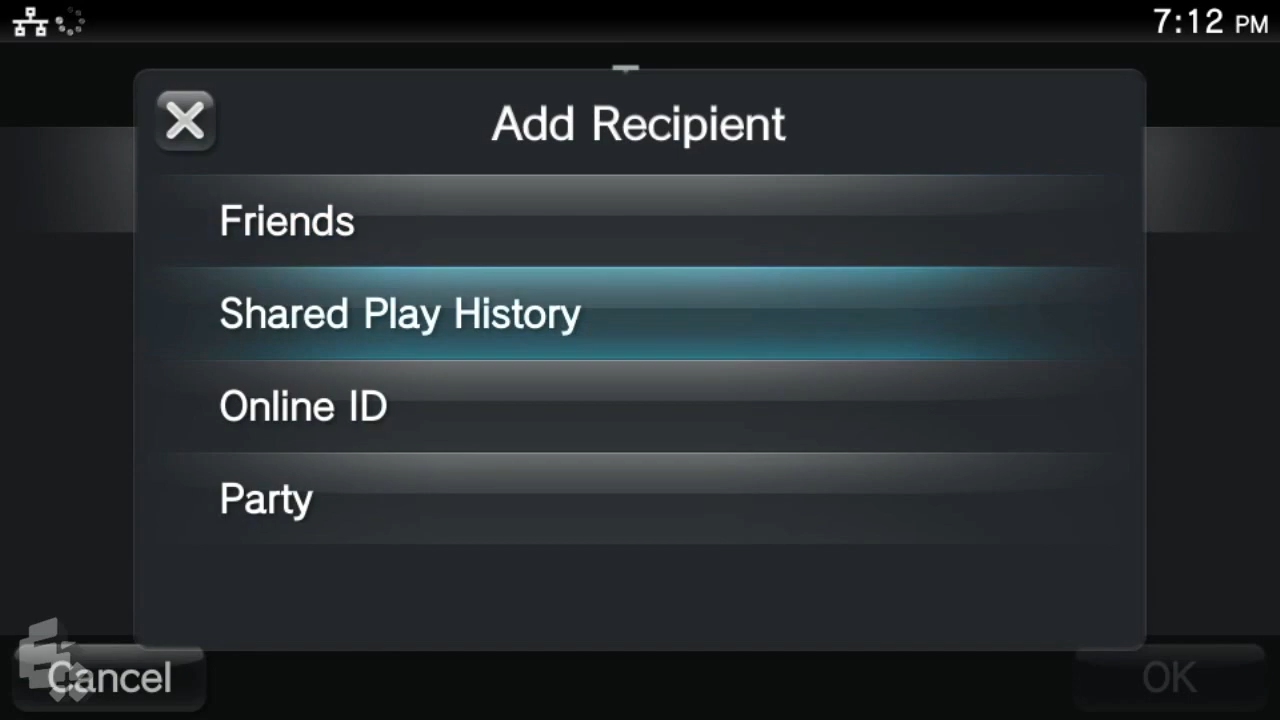 7:12 PM
Add Recipient
Friends
Shared Play History
Online ID
Party
Cancel
OK